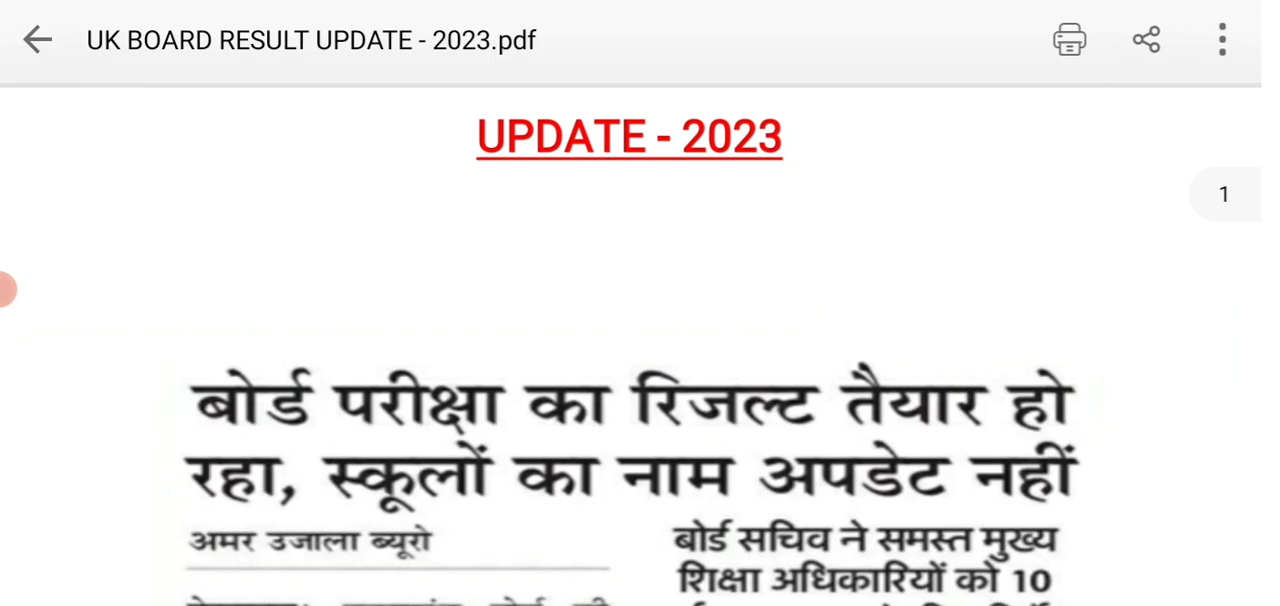 UK BOARD RESULT UPDATE - 2023.pdf
UPDATE - 2023
1
बोर्ड परीक्षा का रिजल्ट तैयार हो
रहा, स्कूलों का नाम अपडेट नहीं
अमर उजाला ब्यूरो
बोर्ड सचिव ने समस्त मुख्य
शिक्षा अधिकारियों को 10